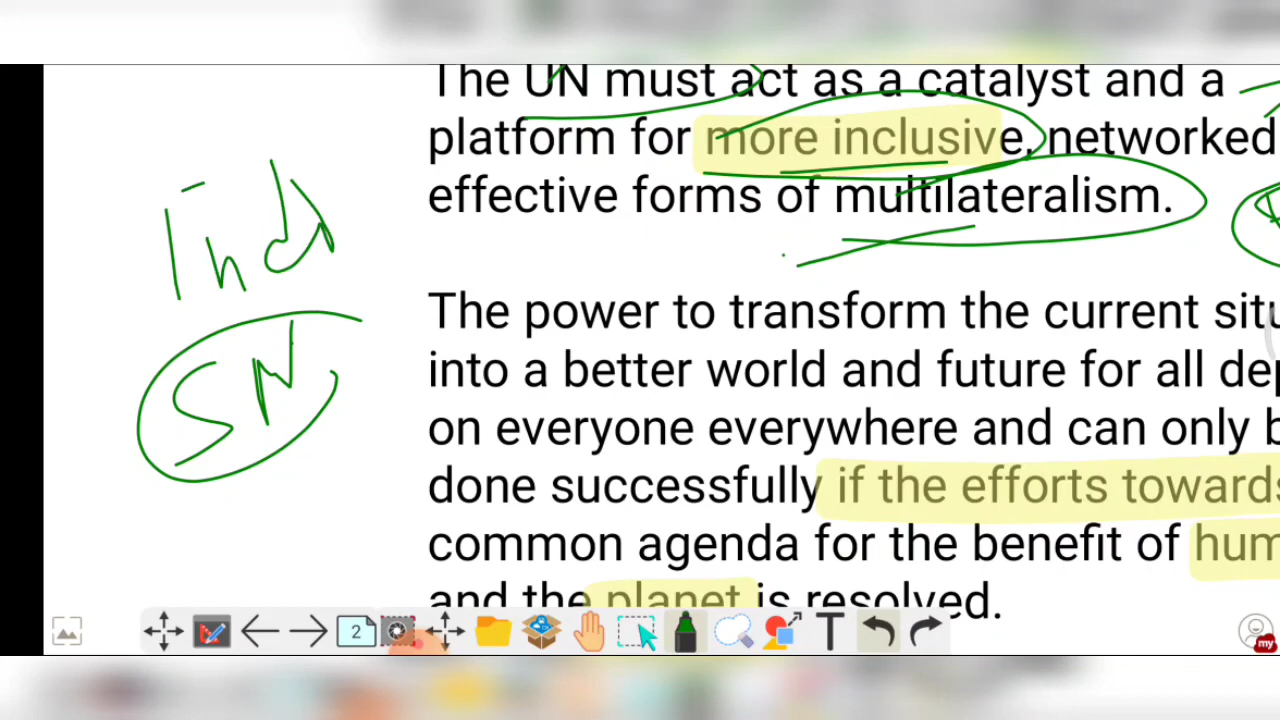 The UN must act as a catalyst and a
platform for more inclusive, networked
effective forms of multilateralism.
The power to transform the current situ
into a better world and future for all dep
on everyone everywhere and can only b
done successfully if the efforts towards
common agenda for the benefit of hum
and the planet is resolved.
SN
2
T
my